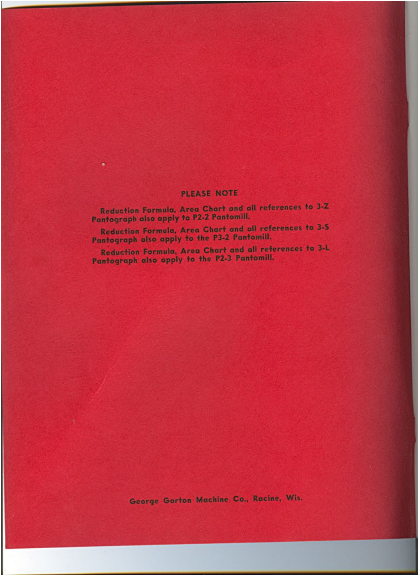 PLEASE NOTE
Reduction Formula, Area Chart and all references to 3-Z
Pantograph also apply to P2-2 Pantomill.
Reduction Formula, Area Chart and all references to 3-S
Pantograph also apply to the P3-2 Pantomill.
Reduction Formula, Area Chart and all references to 3-L
Pantograph also apply to the P2-3 Pantomill.
George Gorton Machine Co., Racine, Wis.